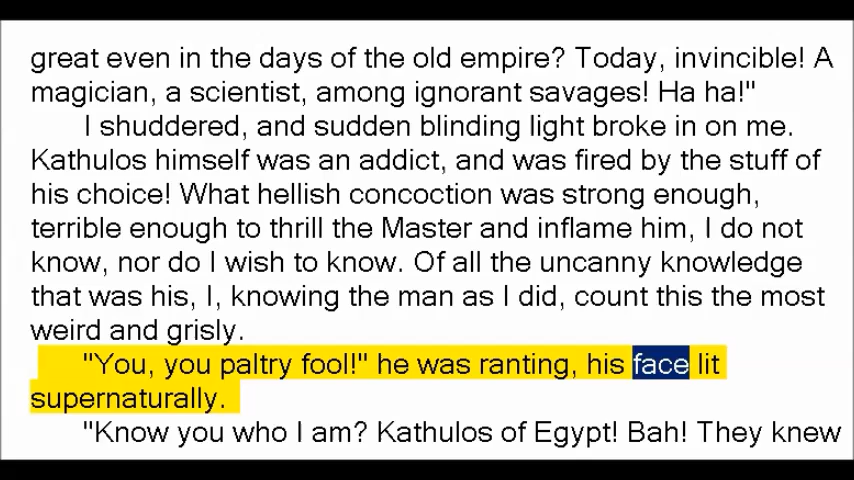 great even in the days of the old empire? Today, invincible! A
magician, a scientist, among ignorant savages! Ha ha!"
I shuddered, and sudden blinding light broke in on me.
Kathulos himself was an addict, and was fired by the stuff of
his choice! What hellish concoction was strong enough,
terrible enough to thrill the Master and inflame him, I do not
know, nor do I wish to know. Of all the uncanny knowledge
that was his, I, knowing the man as I did, count this the most
weird and grisly.
"You, you paltry fool!" he was ranting, his face lit
supernaturally.
"Know you who I am? Kathulos of Egypt! Bah! They knew